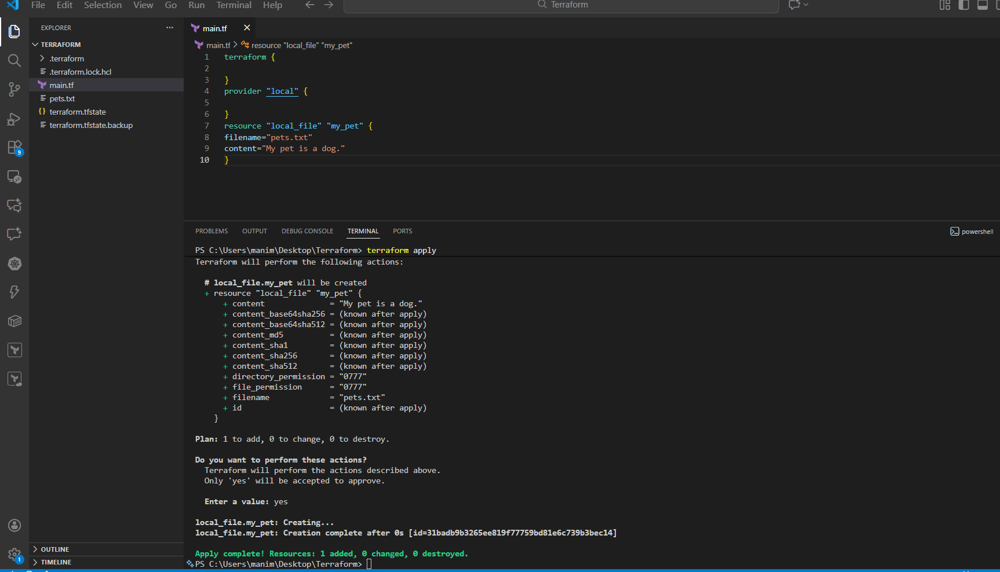 File Edit Selection View Go Run Terminal Help
Terraform
EXPLORER
TERRAFORM
.terraform
.terraform.lock.hcl
main.tf
pets.txt
terraform.tfstate
terraform.tfstate.backup
9
1
OUTLINE
TIMELINE
main.tf
main.tf > resource "local_file" "my_pet"
1 terraform {
2
3 }
4 provider "local" {
5
6 }
7 resource "local_file" "my_pet" {
8 filename="pets.txt"
9 content="My pet is a dog."
10 }
PROBLEMS OUTPUT DEBUG CONSOLE TERMINAL PORTS
powershell
PS C:\Users\manim\Desktop\Terraform> terraform apply
Terraform will perform the following actions:
# local_file.my_pet will be created
+ resource "local_file" "my_pet" {
+ content = "My pet is a dog."
+ content_base64sha256 = (known after apply)
+ content_base64sha512 = (known after apply)
+ content_md5 = (known after apply)
+ content_sha1 = (known after apply)
+ content_sha256 = (known after apply)
+ content_sha512 = (known after apply)
+ directory_permission = "0777"
+ file_permission = "0777"
+ filename = "pets.txt"
+ id = (known after apply)
}
Plan: 1 to add, 0 to change, 0 to destroy.
Do you want to perform these actions?
Terraform will perform the actions described above.
Only 'yes' will be accepted to approve.
Enter a value: yes
local_file.my_pet: Creating...
local_file.my_pet: Creation complete after 0s [id=31badb9b3265ee819f77759bd81e6c739b3bec14]
Apply complete! Resources: 1 added, 0 changed, 0 destroyed.
PS C:\Users\manim\Desktop\Terraform>